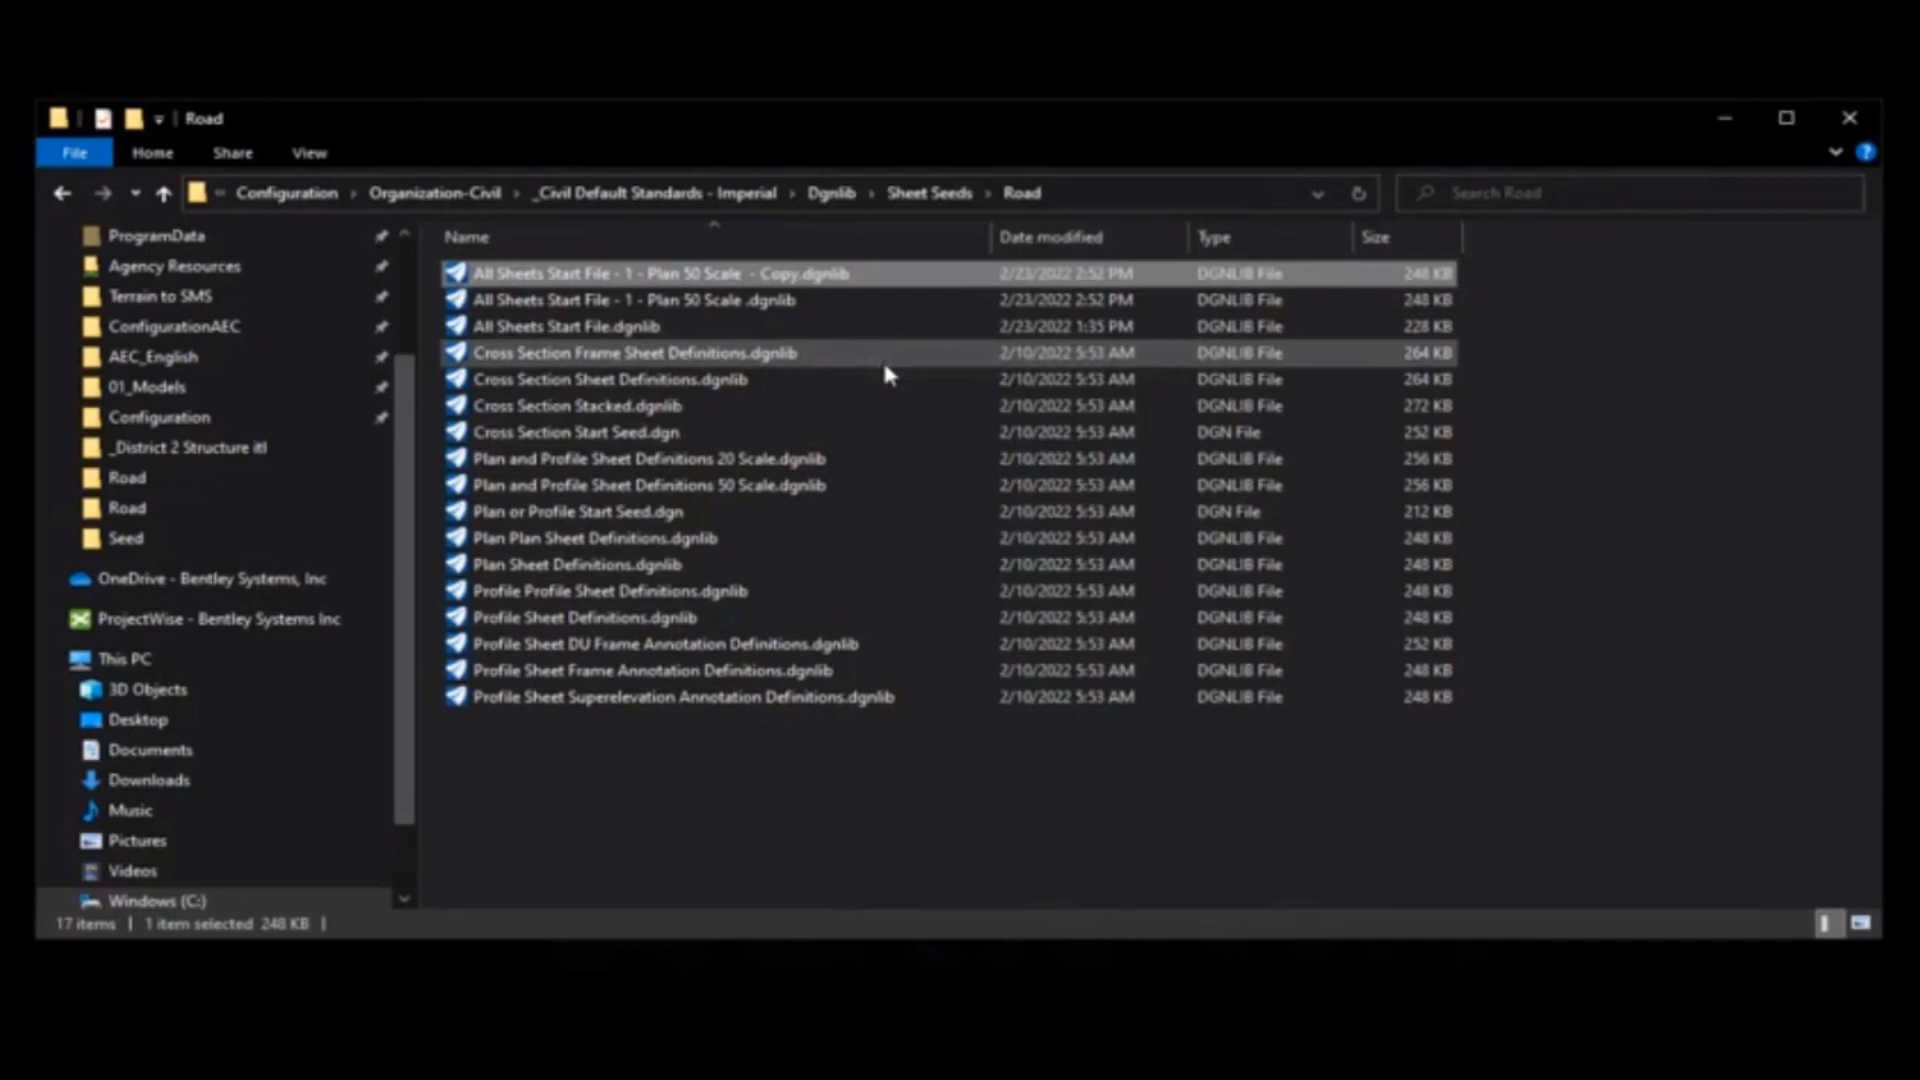 Road
File Home Share View
Configuration Organization-Civil _Civil Default Standards - Imperial Dgnlib Sheet Seeds Road Search Road
Name Date modified Type Size
ProgramData
Agency Resources
Terrain to SMS
ConfigurationAEC
AEC_English
01_Models
Configuration
_District 2 Structure itl
Road
Road
Seed
OneDrive - Bentley Systems, Inc
ProjectWise - Bentley Systems Inc
This PC
3D Objects
Desktop
Documents
Downloads
Music
Pictures
Videos
Windows (C:)
All Sheets Start File - 1 - Plan 50 Scale  - Copy.dgnlib 2/23/2022 2:52 PM DGNLIB File 248 KB
All Sheets Start File - 1 - Plan 50 Scale .dgnlib 2/23/2022 2:52 PM DGNLIB File 248 KB
All Sheets Start File.dgnlib 2/23/2022 1:35 PM DGNLIB File 228 KB
Cross Section Frame Sheet Definitions.dgnlib 2/10/2022 5:53 AM DGNLIB File 264 KB
Cross Section Sheet Definitions.dgnlib 2/10/2022 5:53 AM DGNLIB File 264 KB
Cross Section Stacked.dgnlib 2/10/2022 5:53 AM DGNLIB File 272 KB
Cross Section Start Seed.dgn 2/10/2022 5:53 AM DGN File 252 KB
Plan and Profile Sheet Definitions 20 Scale.dgnlib 2/10/2022 5:53 AM DGNLIB File 256 KB
Plan and Profile Sheet Definitions 50 Scale.dgnlib 2/10/2022 5:53 AM DGNLIB File 256 KB
Plan or Profile Start Seed.dgn 2/10/2022 5:53 AM DGN File 212 KB
Plan Plan Sheet Definitions.dgnlib 2/10/2022 5:53 AM DGNLIB File 248 KB
Plan Sheet Definitions.dgnlib 2/10/2022 5:53 AM DGNLIB File 248 KB
Profile Profile Sheet Definitions.dgnlib 2/10/2022 5:53 AM DGNLIB File 248 KB
Profile Sheet Definitions.dgnlib 2/10/2022 5:53 AM DGNLIB File 248 KB
Profile Sheet DU Frame Annotation Definitions.dgnlib 2/10/2022 5:53 AM DGNLIB File 252 KB
Profile Sheet Frame Annotation Definitions.dgnlib 2/10/2022 5:53 AM DGNLIB File 248 KB
Profile Sheet Superelevation Annotation Definitions.dgnlib 2/10/2022 5:53 AM DGNLIB File 248 KB
17 items 1 item selected 248 KB